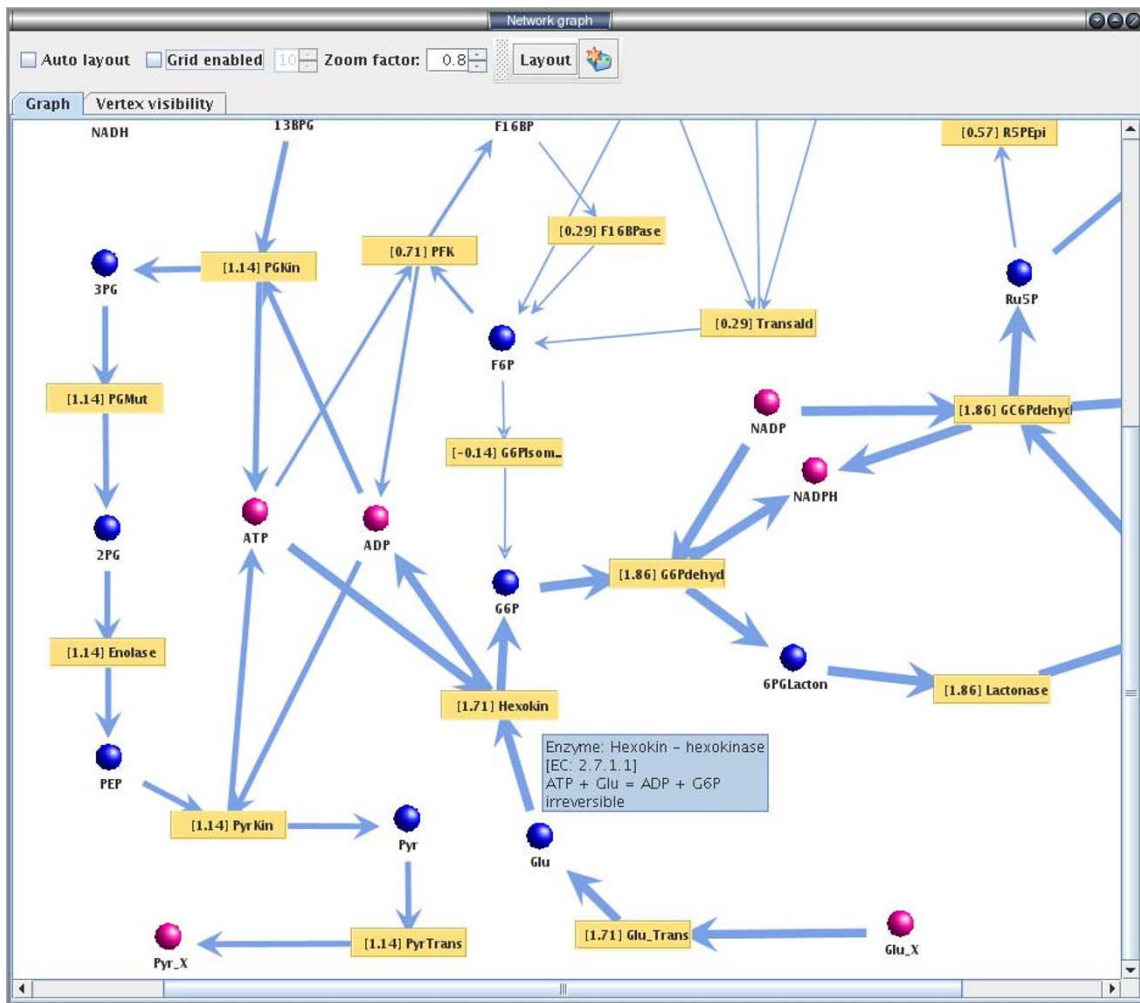 Network graph
Auto layout
Grid enabled
10
Zoom factor:
0.8
Layout
Graph
Vertex visibility
NADH
13BPG
F16BP
[0.57] R5PEpi
[0.29] F16BPase
[0.71] PFK
[1.14] PGKin
3PG
Ru5P
[0.29] Transald
F6P
[1.14] PGMut
[1.86] GC6Pdehyd
NADP
[-0.14] G6PIsom...
NADPH
ATP
ADP
2PG
[1.86] G6Pdehyd
G6P
[1.14] Enolase
6PGLacton
[1.86] Lactonase
[1.71] Hexokin
Enzyme: Hexokin - hexokinase
[EC: 2.7.1.1]
ATP + Glu = ADP + G6P
irreversible
PEP
[1.14] PyrKin
Pyr
Glu
[1.71] Glu_Trans
[1.14] PyrTrans
Glu_X
Pyr_X